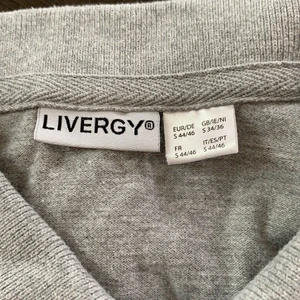 LIVERGY®
EUR/DE GB/IE/NI
S 44/46 S 34/36
FR IT/ES/PT
S 44/46 S 44/46